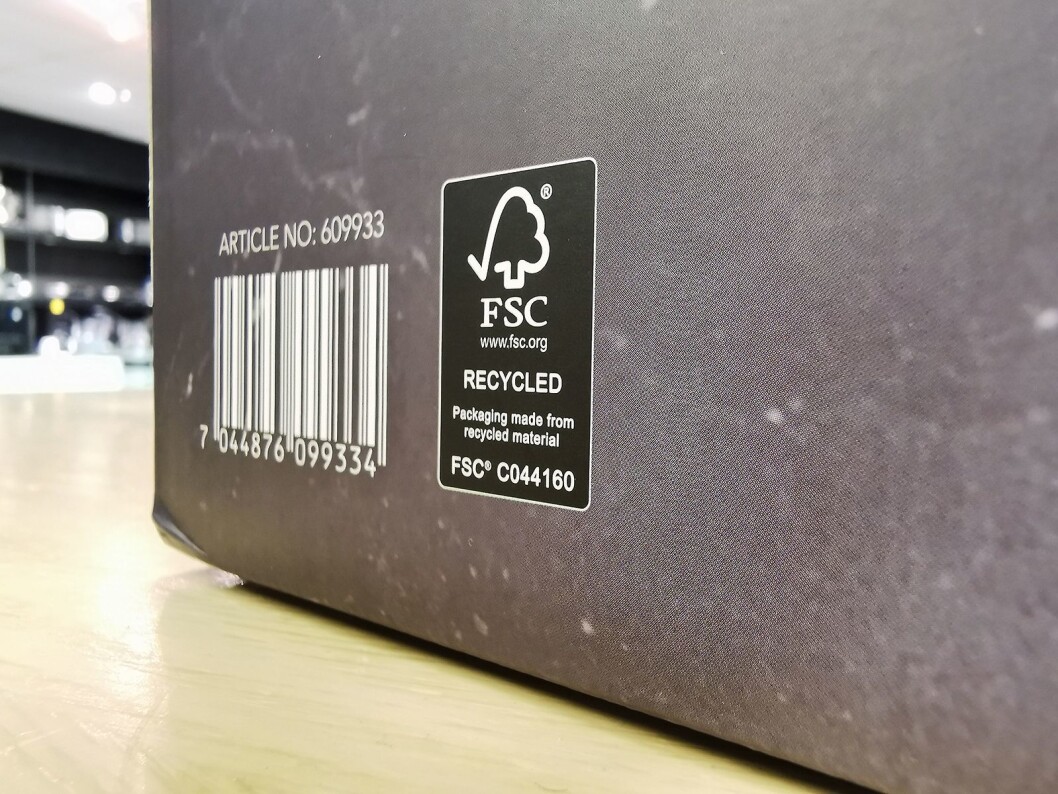 ARTICLE NO: 609933
7 044876 099334
®
FSC
www.fsc.org
RECYCLED
Packaging made from
recycled material
FSC® C044160